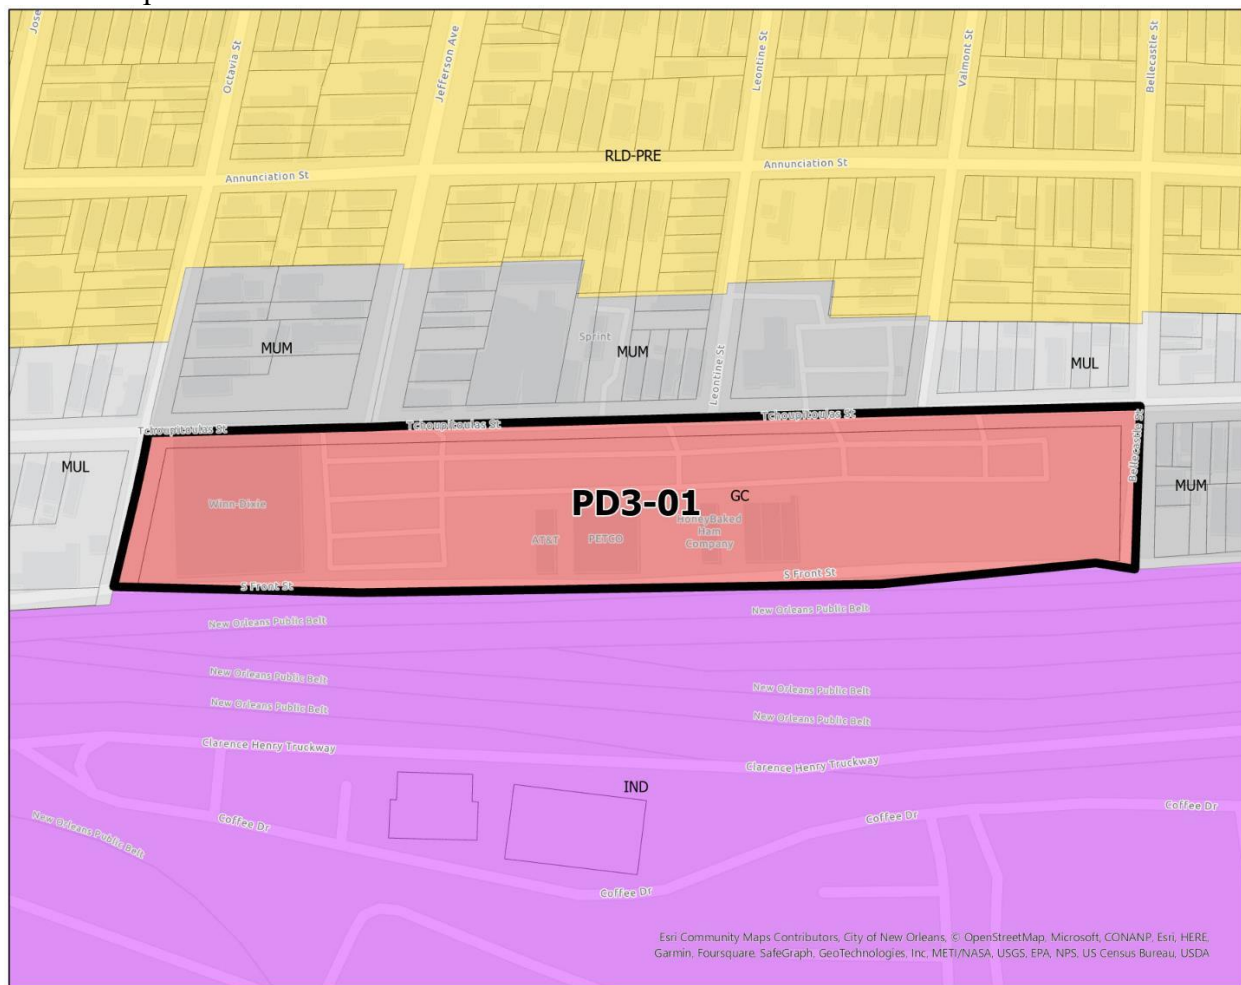 Jose
Octavia St
Jefferson Ave
Leontine St
Valmont St
Bellecastle St
RLD-PRE
Annunciation St
Annunciation St
Sprint
MUM
MUM
Leontine St
MUL
Tchoupitoulas St
Tchoupitoulas St
Tchoupitoulas St
MUL
Bellecastle St
MUM
Winn-Dixie
PD3-01
GC
AT&T
PETCO
HoneyBaked
Ham
Company
S Front St
S Front St
New Orleans Public Belt
New Orleans Public Belt
New Orleans Public Belt
New Orleans Public Belt
New Orleans Public Belt
New Orleans Public Belt
Clarence Henry Truckway
Clarence Henry Truckway
IND
Coffee Dr
Coffee Dr
Coffee Dr
New Orleans Public Belt
Coffee Dr
Esri Community Maps Contributors, City of New Orleans, © OpenStreetMap, Microsoft, CONANP, Esri, HERE,
Garmin, Foursquare, SafeGraph, GeoTechnologies, Inc, METI/NASA, USGS, EPA, NPS, US Census Bureau, USDA